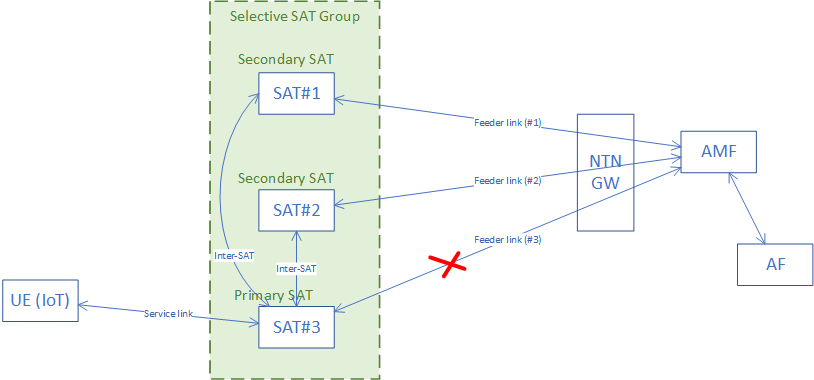 Selective SAT Group
Secondary SAT
SAT#1
Feeder link (#1)
NTN
GW
AMF
Secondary SAT
SAT#2
Feeder link (#2)
Feeder link (#3)
Inter-SAT
Inter-SAT
AF
Primary SAT
UE (IoT)
Service link
SAT#3